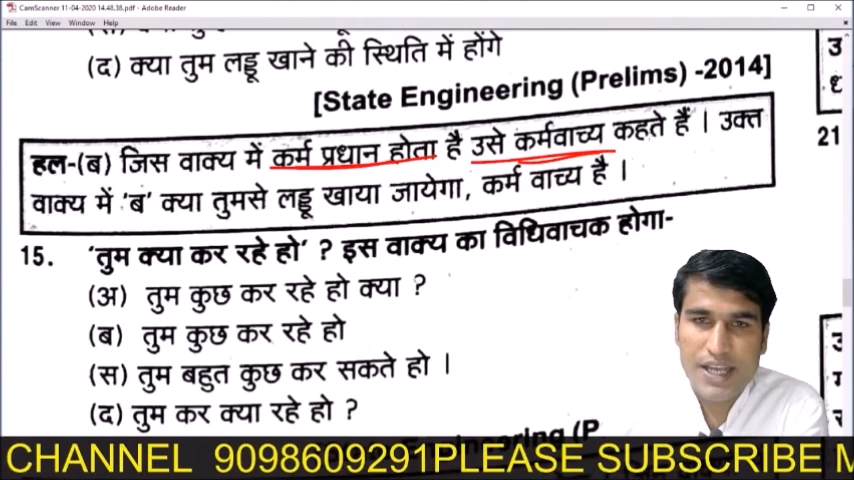 CamScanner 11-04-2020 14.48.38.pdf - Adobe Reader
File Edit View Window Help
(द) क्या तुम लड्डू खाने की स्थिति में होंगे
[State Engineering (Prelims) -2014]
हल-(ब) जिस वाक्य में कर्म प्रधान होता है उसे कर्मवाच्य कहते हैं। उक्त
वाक्य में 'ब' क्या तुमसे लड्डू खाया जायेगा, कर्म वाच्य है।
15. 'तुम क्या कर रहे हो' ? इस वाक्य का विधिवाचक होगा-
(अ) तुम कुछ कर रहे हो क्या ?
(ब) तुम कुछ कर रहे हो
(स) तुम बहुत कुछ कर सकते हो ।
(द) तुम कर क्या रहे हो ?
21
CHANNEL 9098609291PLEASE SUBSCRIBE M